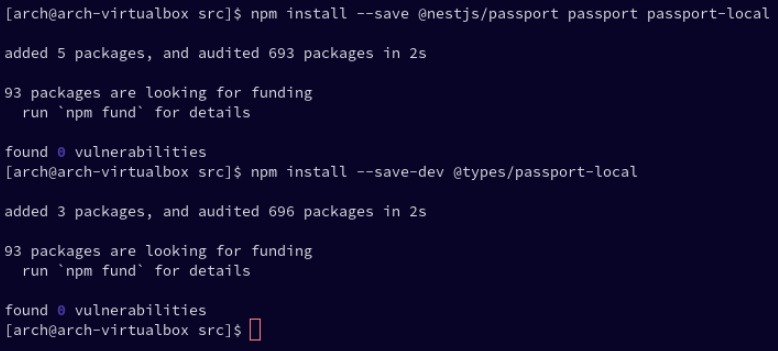 [arch@arch-virtualbox src]$ npm install --save @nestjs/passport passport passport-local
added 5 packages, and audited 693 packages in 2s
93 packages are looking for funding
  run `npm fund` for details
found 0 vulnerabilities
[arch@arch-virtualbox src]$ npm install --save-dev @types/passport-local
added 3 packages, and audited 696 packages in 2s
93 packages are looking for funding
  run `npm fund` for details
found 0 vulnerabilities
[arch@arch-virtualbox src]$